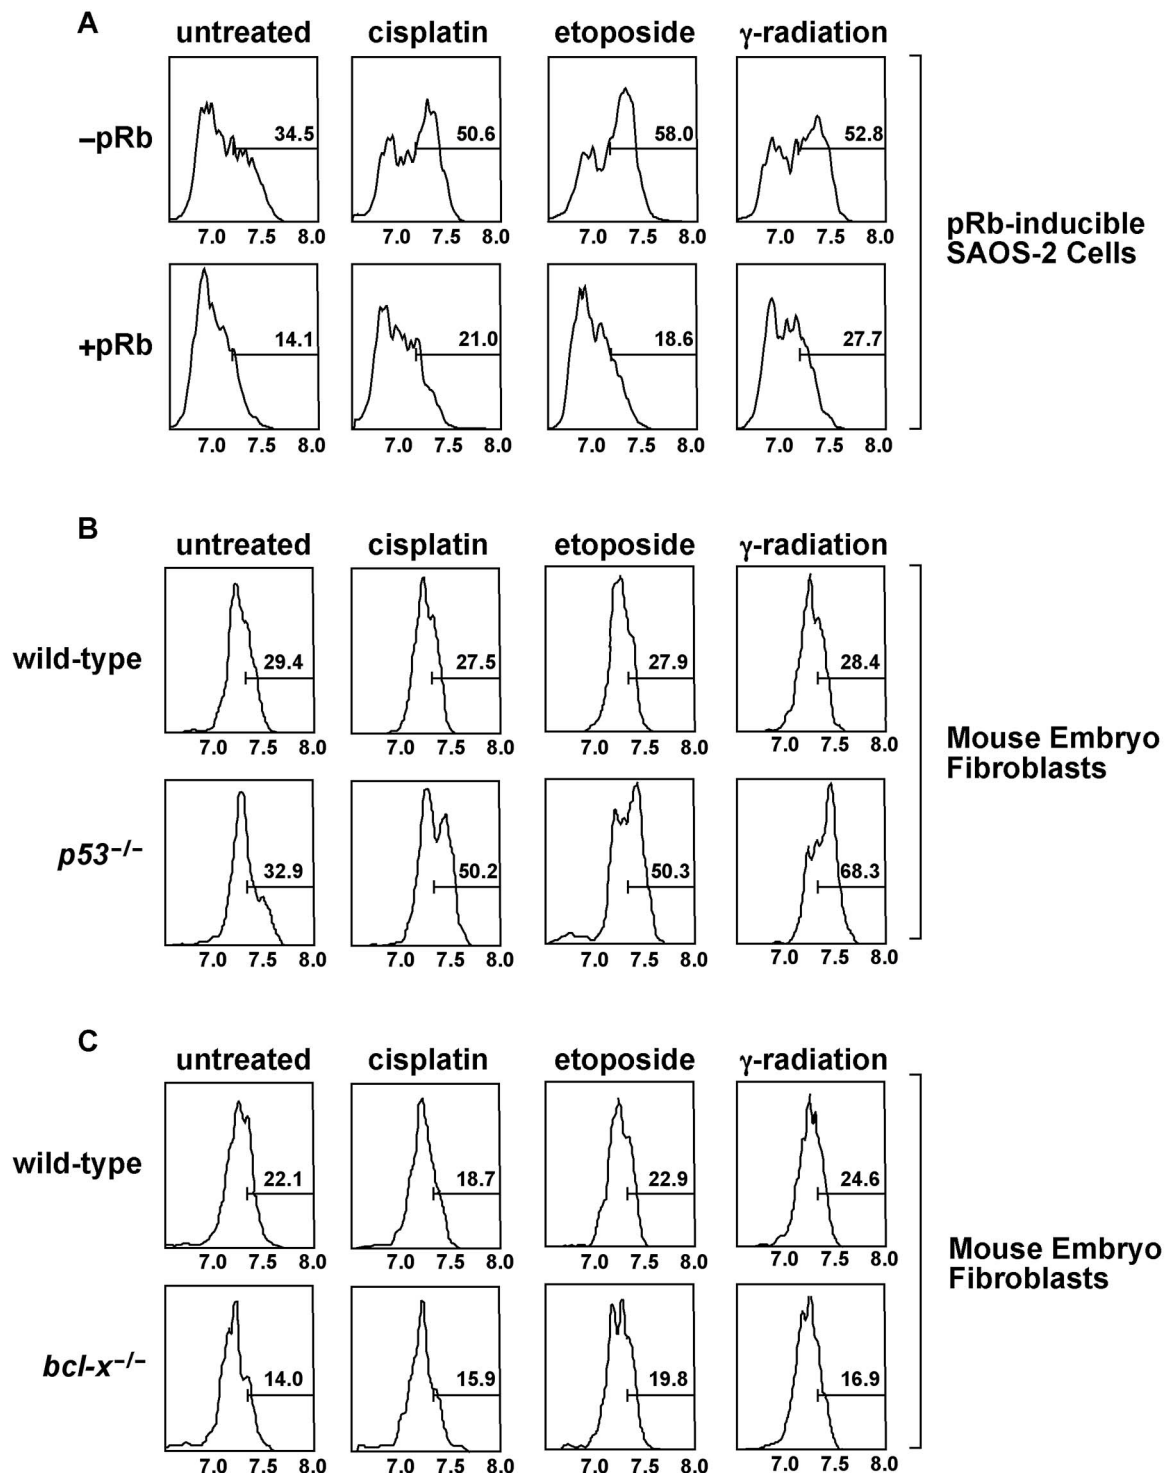 A
untreated cisplatin etoposide γ-radiation
–pRb 34.5 50.6 58.0 52.8
7.0 7.5 8.0 7.0 7.5 8.0 7.0 7.5 8.0 7.0 7.5 8.0
pRb-inducible
SAOS-2 Cells
+pRb 14.1 21.0 18.6 27.7
7.0 7.5 8.0 7.0 7.5 8.0 7.0 7.5 8.0 7.0 7.5 8.0
B
untreated cisplatin etoposide γ-radiation
wild-type 29.4 27.5 27.9 28.4
7.0 7.5 8.0 7.0 7.5 8.0 7.0 7.5 8.0 7.0 7.5 8.0
Mouse Embryo
Fibroblasts
p53–/– 32.9 50.2 50.3 68.3
7.0 7.5 8.0 7.0 7.5 8.0 7.0 7.5 8.0 7.0 7.5 8.0
C
untreated cisplatin etoposide γ-radiation
wild-type 22.1 18.7 22.9 24.6
7.0 7.5 8.0 7.0 7.5 8.0 7.0 7.5 8.0 7.0 7.5 8.0
Mouse Embryo
Fibroblasts
bcl-x–/– 14.0 15.9 19.8 16.9
7.0 7.5 8.0 7.0 7.5 8.0 7.0 7.5 8.0 7.0 7.5 8.0